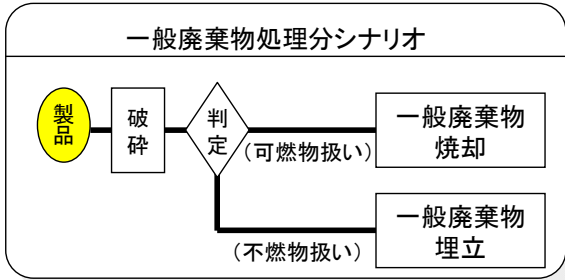 一般廃棄物処理分シナリオ
製品
破砕
判定
(可燃物扱い)
一般廃棄物
焼却
(不燃物扱い)
一般廃棄物
埋立